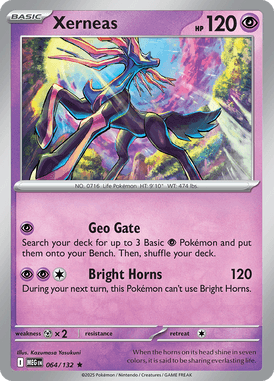 BASIC
Xerneas
HP 120
NO. 0716 Life Pokémon HT: 9'10" WT: 474 lbs.
Geo Gate
Search your deck for up to 3 Basic Pokémon and put
them onto your Bench. Then, shuffle your deck.
Bright Horns 120
During your next turn, this Pokémon can't use Bright Horns.
weakness ×2 resistance retreat
Illus. Kazumasa Yasukuni
MEG EN 064/132 ★
When the horns on its head shine in seven
colors, it is said to be sharing everlasting life.
©2025 Pokémon / Nintendo / Creatures / GAME FREAK